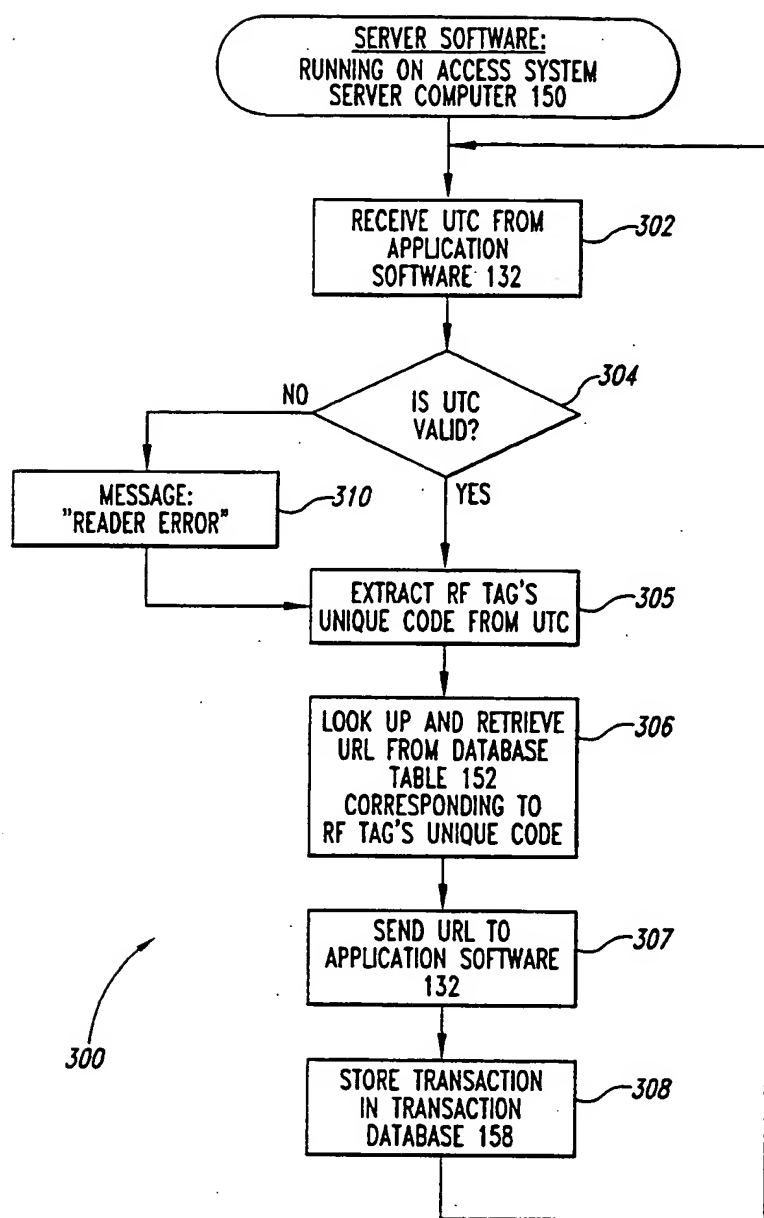 SERVER SOFTWARE:
RUNNING ON ACCESS SYSTEM
SERVER COMPUTER 150
RECEIVE UTC FROM
APPLICATION
SOFTWARE 132
302
304
NO
IS UTC
VALID?
MESSAGE:
"READER ERROR"
310
YES
EXTRACT RF TAG'S
UNIQUE CODE FROM UTC
305
LOOK UP AND RETRIEVE
URL FROM DATABASE
TABLE 152
CORRESPONDING TO
RF TAG'S UNIQUE CODE
306
SEND URL TO
APPLICATION SOFTWARE
132
307
300
STORE TRANSACTION
IN TRANSACTION
DATABASE 158
308